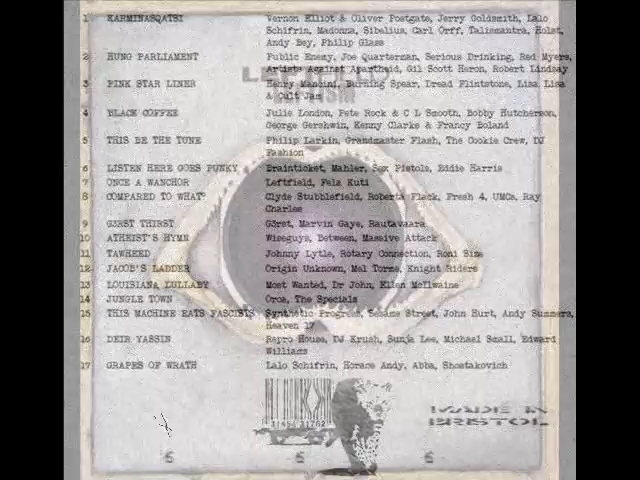 1 KARMINASQATSI Vernon Elliot & Oliver Postgate, Jerry Goldsmith, Lalo
Schifrin, Madonna, Sibelius, Carl Orff, Talismantra, Holst,
Andy Bey, Philip Glass
2 HUNG PARLIAMENT Public Enemy, Joe Quarterman, Serious Drinking, Red Myers,
Artists Against Apartheid, Gil Scott Heron, Robert Lindsay
3 PINK STAR LINER Henry Mancini, Burning Spear, Dread Flintstone, Lisa Lisa
& Cult Jam
4 BLACK COFFEE Julie London, Pete Rock & C L Smooth, Bobby Hutcherson,
George Gershwin, Kenny Clarke & Francy Boland
5 THIS BE THE TUNE Philip Larkin, Grandmaster Flash, The Cookie Crew, DJ
Fashion
6 LISTEN HERE GOES PUNKY Brainticket, Mahler, Sex Pistols, Eddie Harris
7 ONCE A WANCHOR Leftfield, Fela Kuti
8 COMPARED TO WHAT? Clyde Stubblefield, Roberta Flack, Fresh 4, UMCs, Ray
Charles
9 G3RST THIRST G3rst, Marvin Gaye, Rautavaara
10 ATHEIST'S HYMN Wiseguys, Between, Massive Attack
11 TAWHEED Johnny Lytle, Rotary Connection, Roni Size
12 JACOB'S LADDER Origin Unknown, Mel Torme, Knight Riders
13 LOUISIANA LULLABY Most Wanted, Dr John, Ellen McIlwaine
14 JUNGLE TOWN Orca, The Specials
15 THIS MACHINE EATS FASCISTS Synthetic Progress, Sesame Street, John Hurt, Andy Summers,
Heaven 17
16 DEIR YASSIN Repro House, DJ Krush, Sunja Lee, Michael Small, Edward
Williams
17 GRAPES OF WRATH Lalo Schifrin, Horace Andy, Abba, Shostakovich
MADE IN
BRISTOL